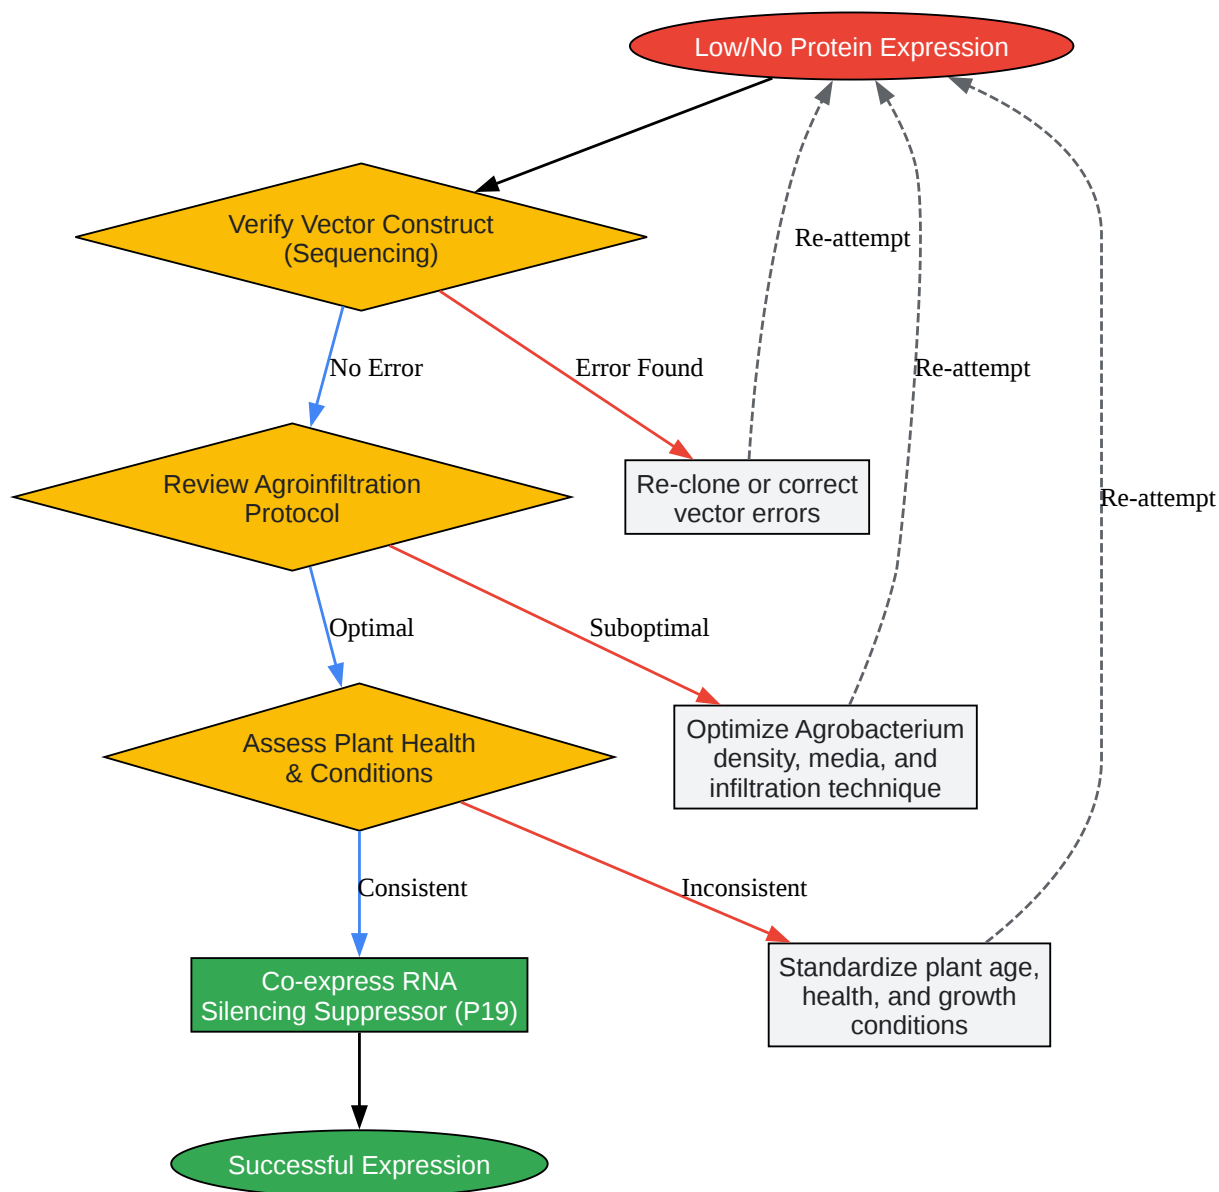 Low/No Protein Expression
Verify Vector Construct
(Sequencing)
Re-attempt
No Error
Error Found
Re-attempt
Review Agroinfiltration
Protocol
Re-clone or correct
vector errors
Re-attempt
Optimal
Suboptimal
Assess Plant Health
& Conditions
Optimize Agrobacterium
density, media, and
infiltration technique
Consistent
Inconsistent
Co-express RNA
Silencing Suppressor (P19)
Standardize plant age,
health, and growth
conditions
Successful Expression